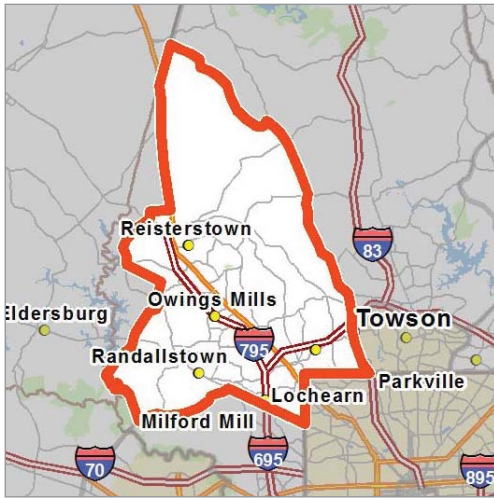 Reisterstown
83
Owings Mills
Eldersburg
Towson
795
Randallstown
Parkville
Lochearn
Milford Mill
70
695
895